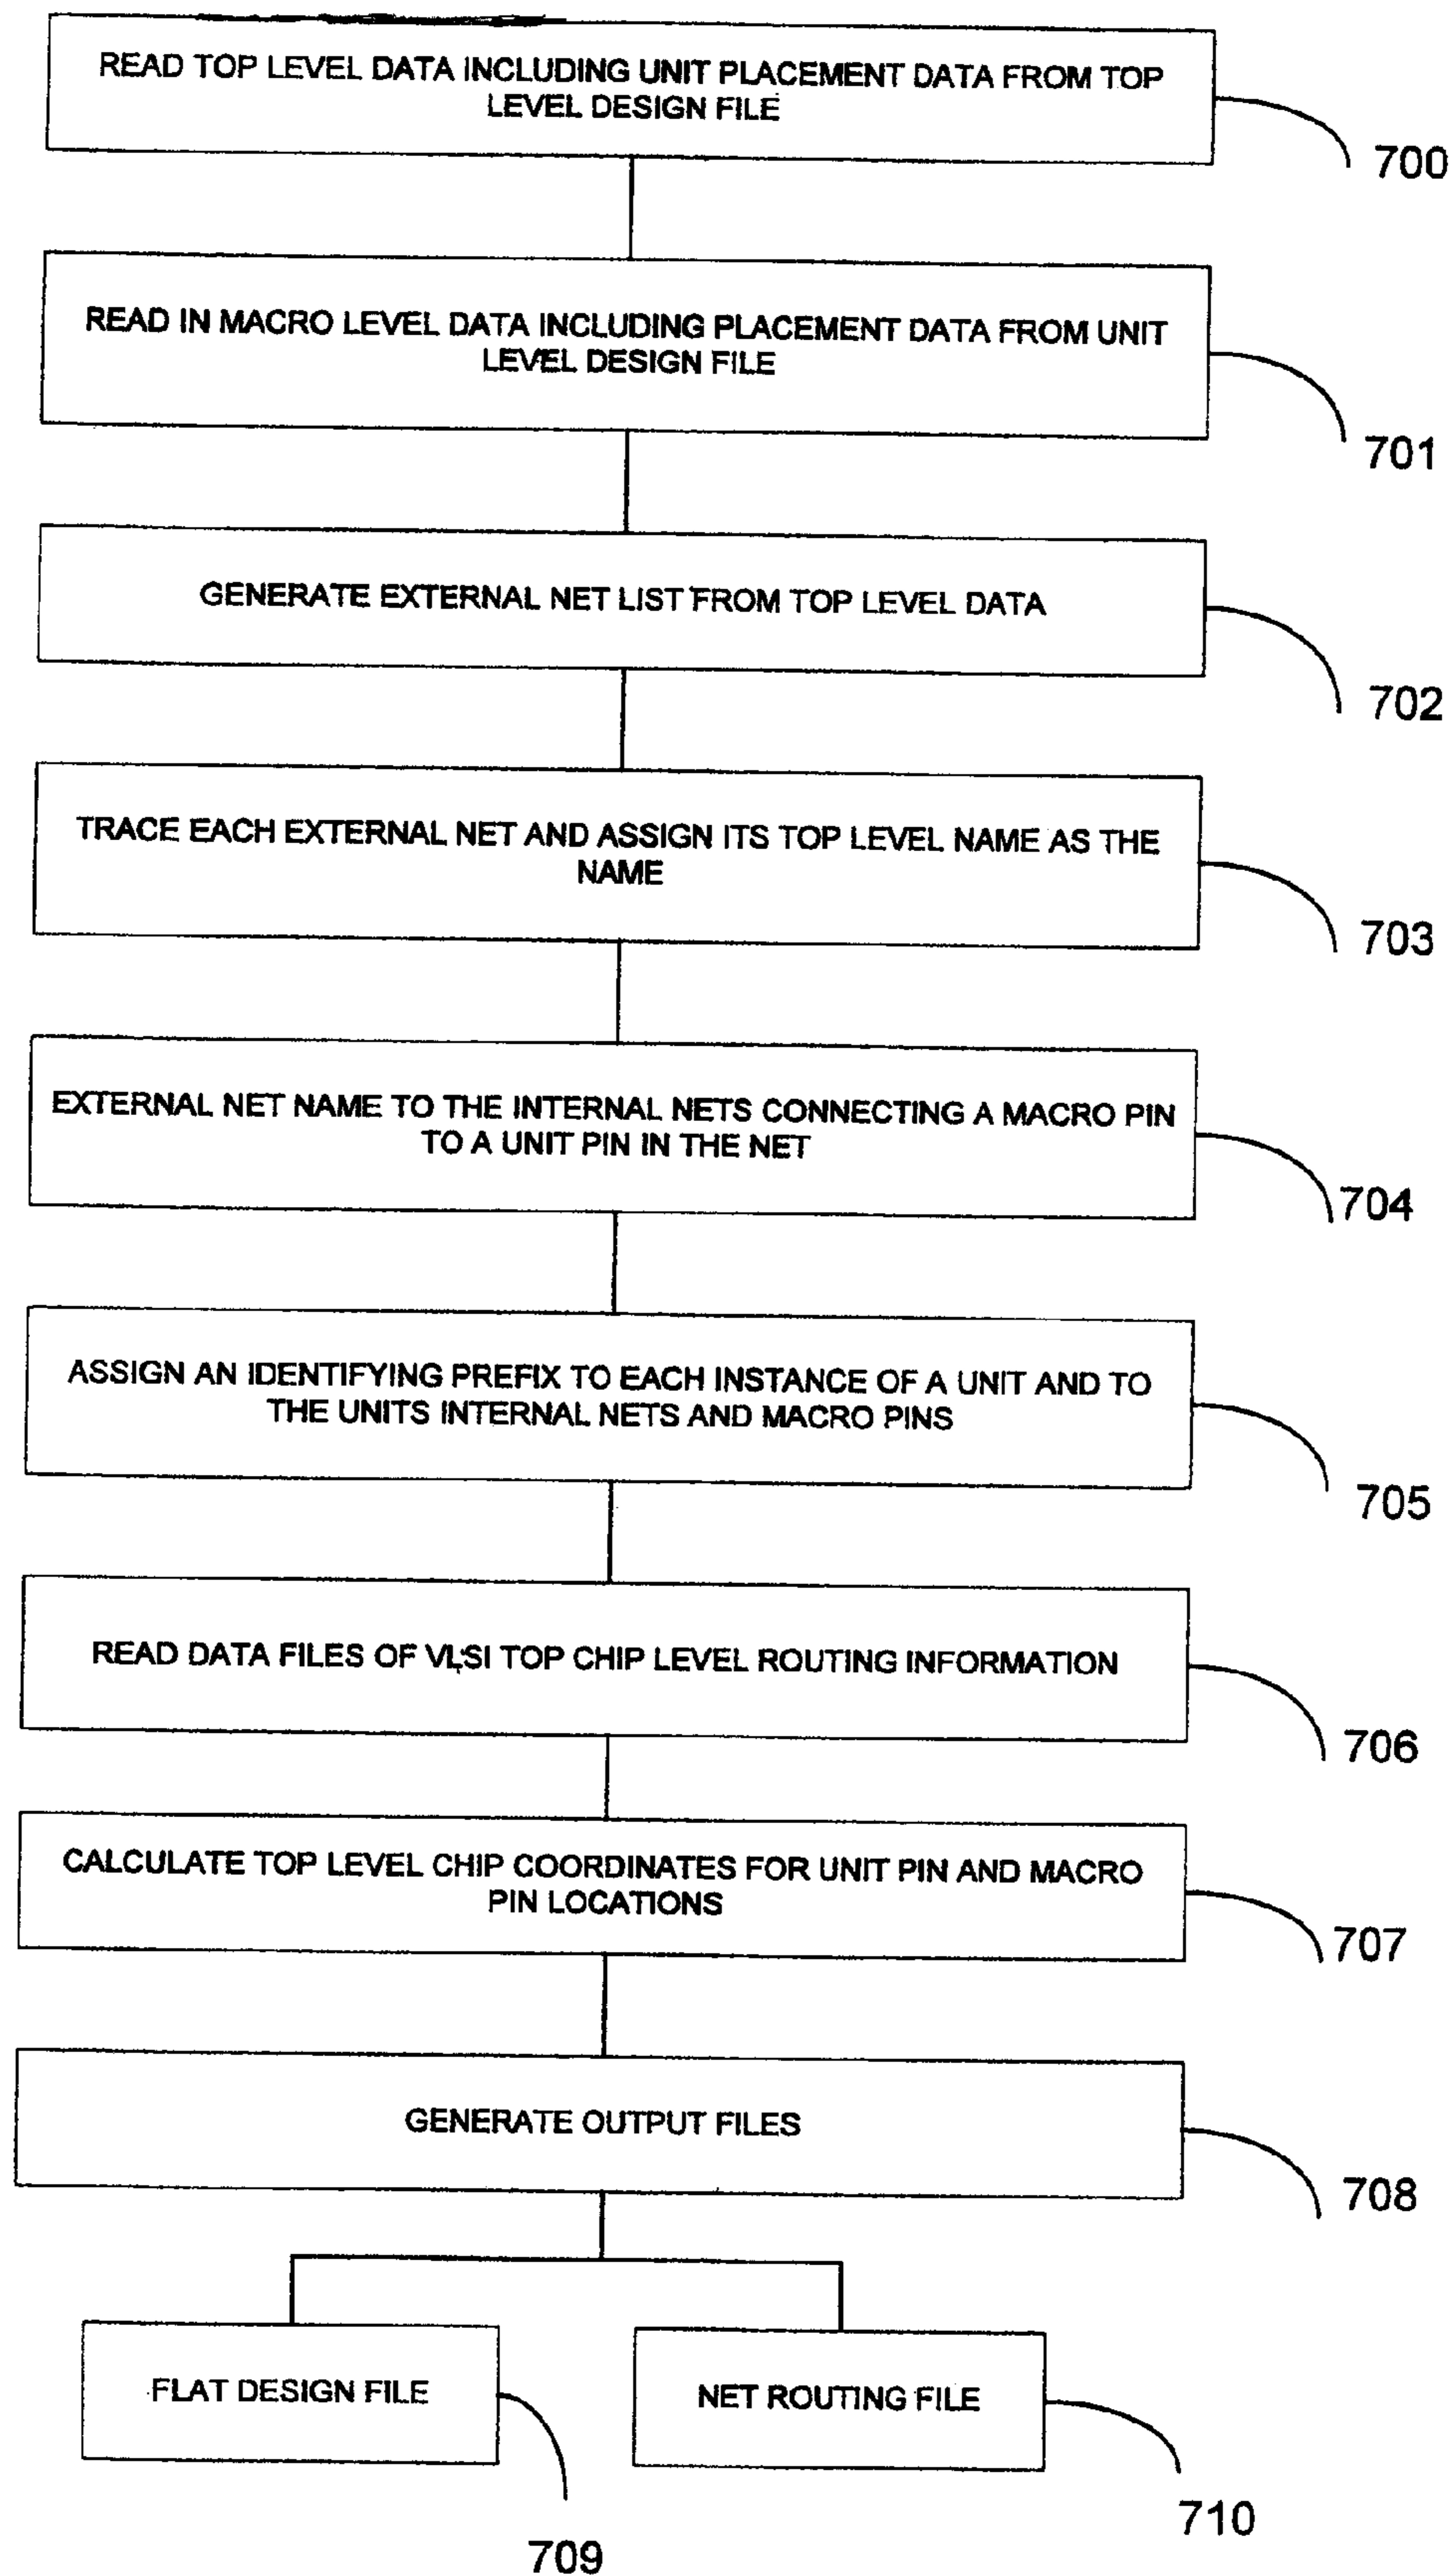 READ TOP LEVEL DATA INCLUDING UNIT PLACEMENT DATA FROM TOP
LEVEL DESIGN FILE
700
READ IN MACRO LEVEL DATA INCLUDING PLACEMENT DATA FROM UNIT
LEVEL DESIGN FILE
701
GENERATE EXTERNAL NET LIST FROM TOP LEVEL DATA
702
TRACE EACH EXTERNAL NET AND ASSIGN ITS TOP LEVEL NAME AS THE
NAME
703
EXTERNAL NET NAME TO THE INTERNAL NETS CONNECTING A MACRO PIN
TO A UNIT PIN IN THE NET
704
ASSIGN AN IDENTIFYING PREFIX TO EACH INSTANCE OF A UNIT AND TO
THE UNITS INTERNAL NETS AND MACRO PINS
705
READ DATA FILES OF VLSI TOP CHIP LEVEL ROUTING INFORMATION
706
CALCULATE TOP LEVEL CHIP COORDINATES FOR UNIT PIN AND MACRO
PIN LOCATIONS
707
GENERATE OUTPUT FILES
708
FLAT DESIGN FILE
709
NET ROUTING FILE
710